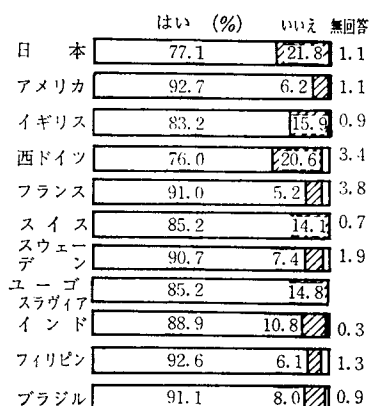 はい (%) いいえ 無回答
日本 77.1 21.8 1.1
アメリカ 92.7 6.2 1.1
イギリス 83.2 15.9 0.9
西ドイツ 76.0 20.6 3.4
フランス 91.0 5.2 3.8
スイス 85.2 14.1 0.7
スウェーデン 90.7 7.4 1.9
ユーゴスラヴィア 85.2 14.8
インド 88.9 10.8 0.3
フィリピン 92.6 6.1 1.3
ブラジル 91.1 8.0 0.9